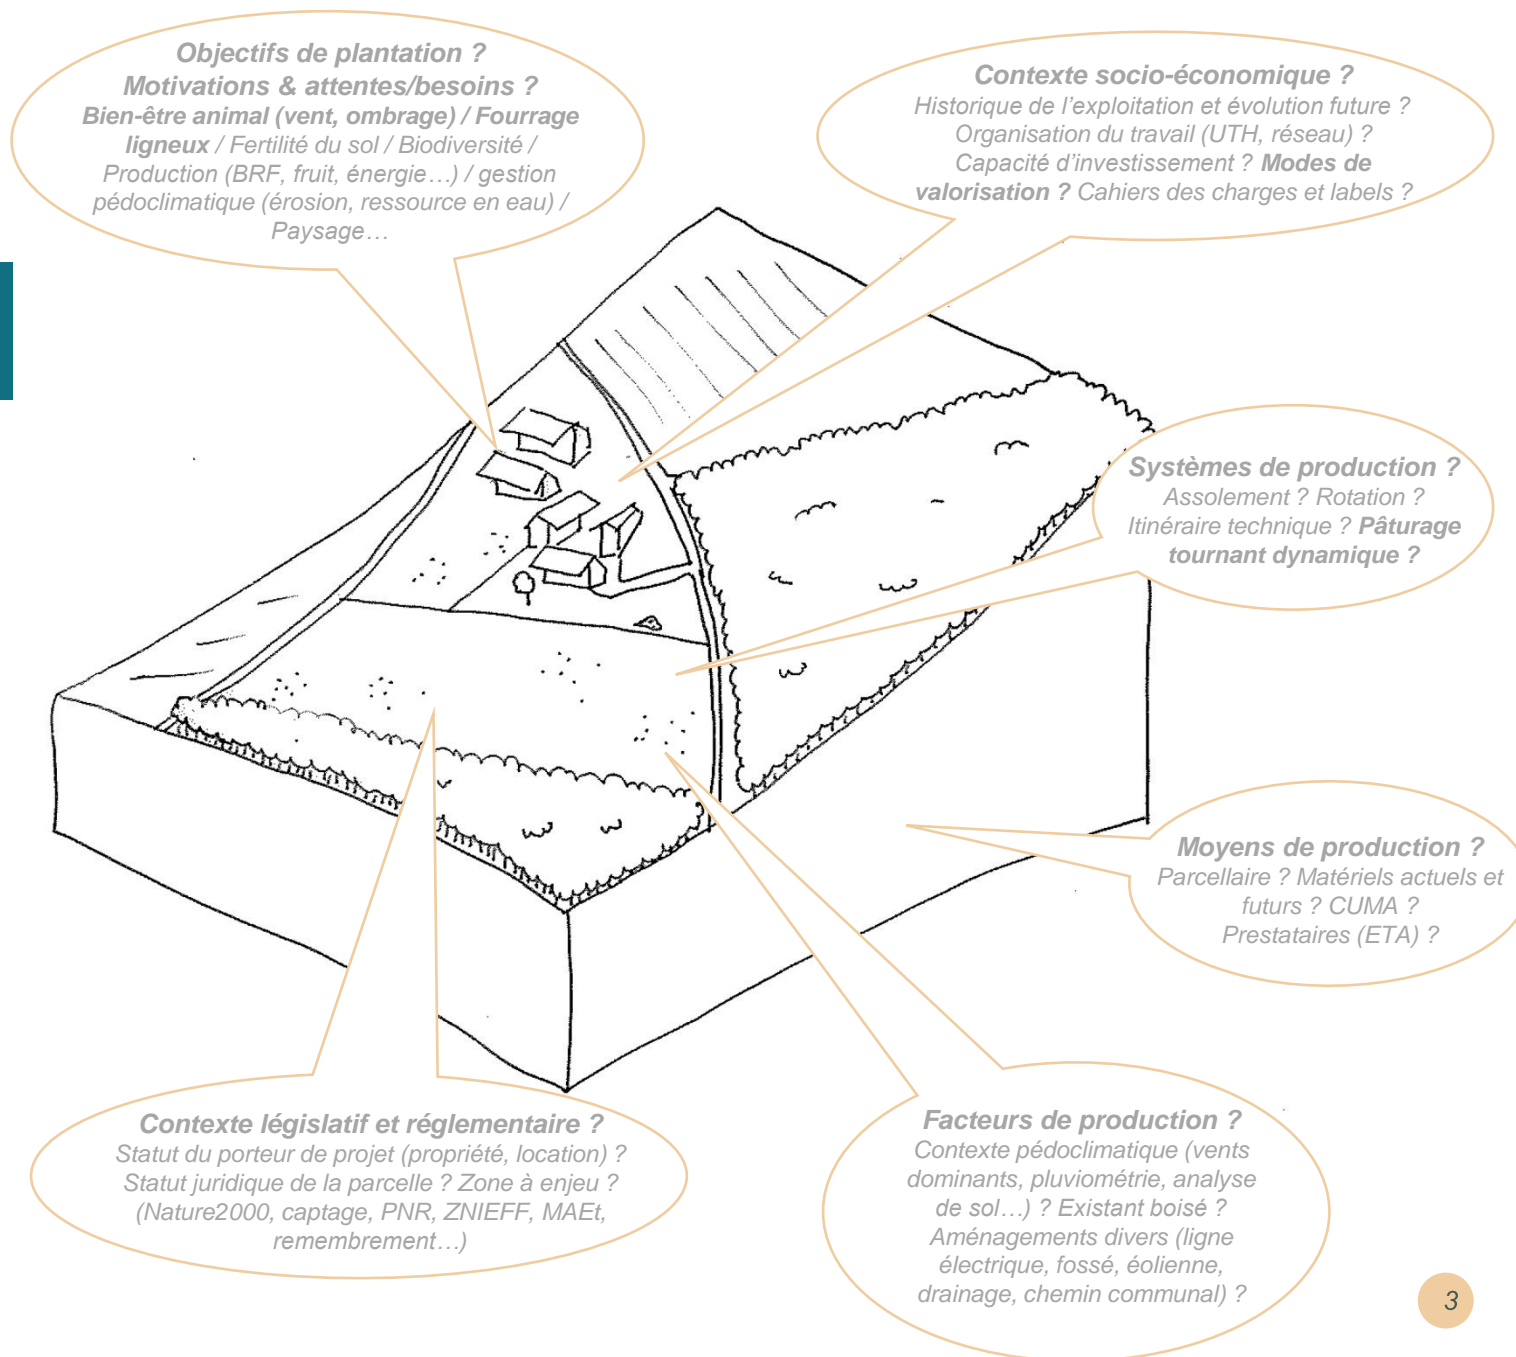 Objectifs de plantation ?
Motivations & attentes/besoins ?
Bien-être animal (vent, ombrage) / Fourrage
ligneux / Fertilité du sol / Biodiversité /
Production (BRF, fruit, énergie…) / gestion
pédoclimatique (érosion, ressource en eau) /
Paysage…
Contexte socio-économique ?
Historique de l’exploitation et évolution future ?
Organisation du travail (UTH, réseau) ?
Capacité d’investissement ? Modes de
valorisation ? Cahiers des charges et labels ?
Systèmes de production ?
Assolement ? Rotation ?
Itinéraire technique ? Pâturage
tournant dynamique ?
Moyens de production ?
Parcellaire ? Matériels actuels et
futurs ? CUMA ?
Prestataires (ETA) ?
Contexte législatif et réglementaire ?
Statut du porteur de projet (propriété, location) ?
Statut juridique de la parcelle ? Zone à enjeu ?
(Nature2000, captage, PNR, ZNIEFF, MAEt,
remembrement…)
Facteurs de production ?
Contexte pédoclimatique (vents
dominants, pluviométrie, analyse
de sol…) ? Existant boisé ?
Aménagements divers (ligne
électrique, fossé, éolienne,
drainage, chemin communal) ?
3